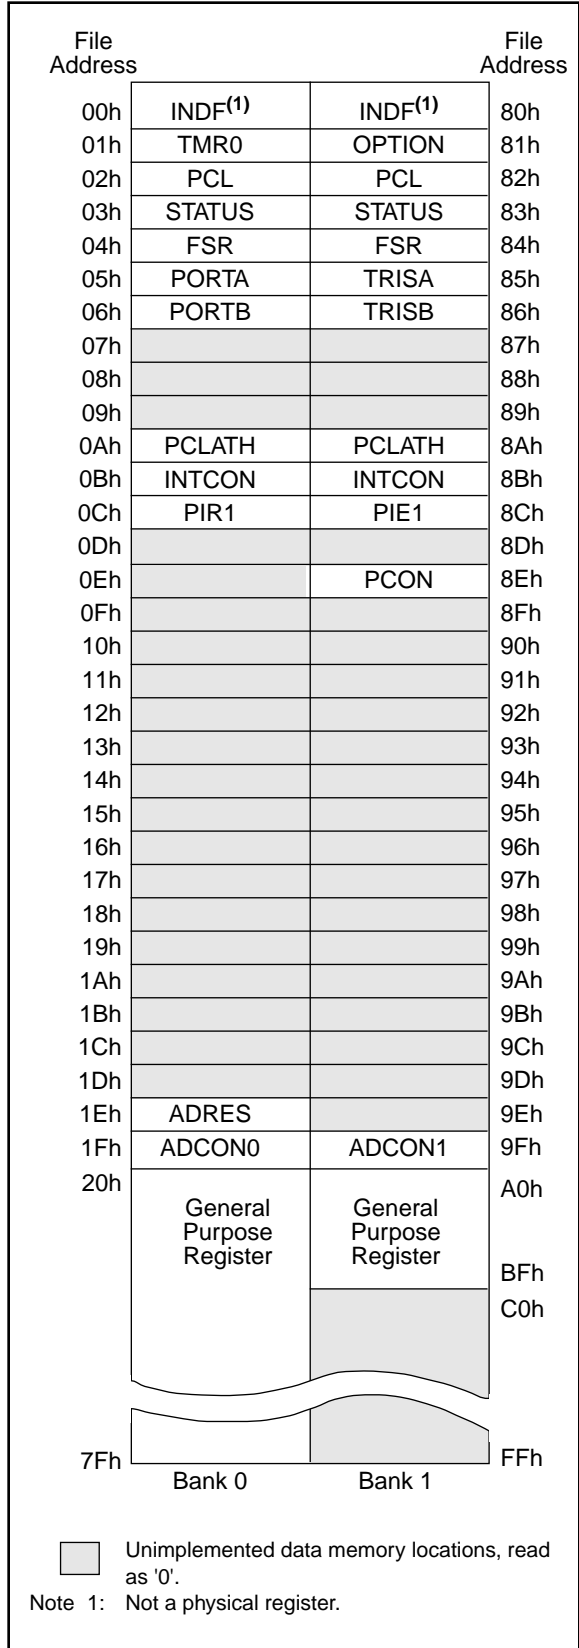 File Address File Address
00h INDF(1) INDF(1) 80h
01h TMR0 OPTION 81h
02h PCL PCL 82h
03h STATUS STATUS 83h
04h FSR FSR 84h
05h PORTA TRISA 85h
06h PORTB TRISB 86h
07h 87h
08h 88h
09h 89h
0Ah PCLATH PCLATH 8Ah
0Bh INTCON INTCON 8Bh
0Ch PIR1 PIE1 8Ch
0Dh 8Dh
0Eh PCON 8Eh
0Fh 8Fh
10h 90h
11h 91h
12h 92h
13h 93h
14h 94h
15h 95h
16h 96h
17h 97h
18h 98h
19h 99h
1Ah 9Ah
1Bh 9Bh
1Ch 9Ch
1Dh 9Dh
1Eh ADRES 9Eh
1Fh ADCON0 ADCON1 9Fh
20h A0h
General General
Purpose Purpose
Register Register
BFh
C0h
7Fh FFh
Bank 0 Bank 1
Unimplemented data memory locations, read
as '0'.
Note 1: Not a physical register.